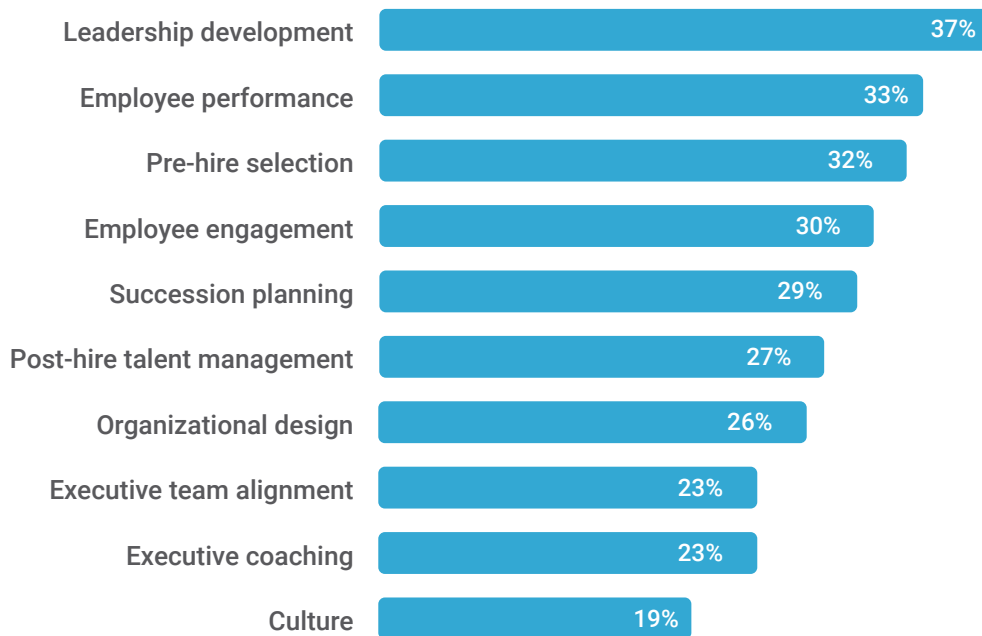 Leadership development 37%
Employee performance 33%
Pre-hire selection 32%
Employee engagement 30%
Succession planning 29%
Post-hire talent management 27%
Organizational design 26%
Executive team alignment 23%
Executive coaching 23%
Culture 19%